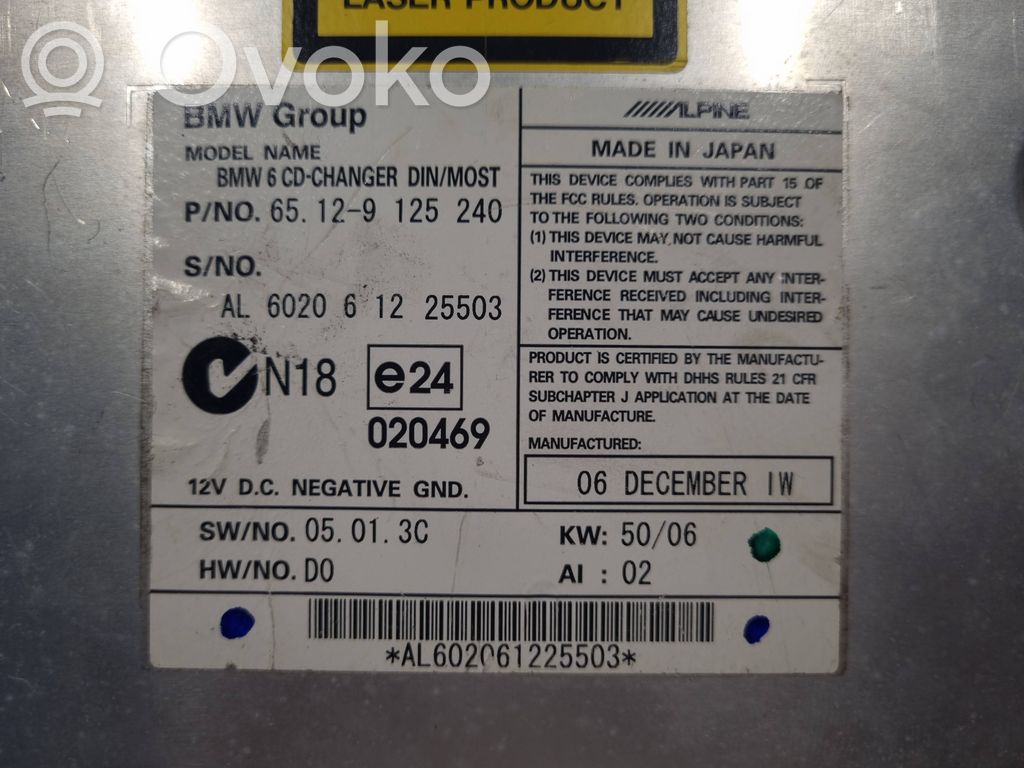 LASER PRODUCT
Ovoko
BMW Group
MODEL NAME
BMW 6 CD-CHANGER DIN/MOST
P/NO. 65.12-9 125 240
S/NO.
AL 6020 6 12 25503
N18
e24
020469
12V D.C. NEGATIVE GND.
ALPINE
MADE IN JAPAN
THIS DEVICE COMPLIES WITH PART 15 OF
THE FCC RULES. OPERATION IS SUBJECT
TO THE FOLLOWING TWO CONDITIONS:
(1) THIS DEVICE MAY NOT CAUSE HARMFUL
INTERFERENCE.
(2) THIS DEVICE MUST ACCEPT ANY INTER-
FERENCE RECEIVED INCLUDING INTER-
FERENCE THAT MAY CAUSE UNDESIRED
OPERATION.
PRODUCT IS CERTIFIED BY THE MANUFACTU-
RER TO COMPLY WITH DHHS RULES 21 CFR
SUBCHAPTER J APPLICATION AT THE DATE
OF MANUFACTURE.
MANUFACTURED:
06 DECEMBER IW
SW/NO. 05.01.3C
KW: 50/06
HW/NO. D0
AI : 02
*AL602061225503*